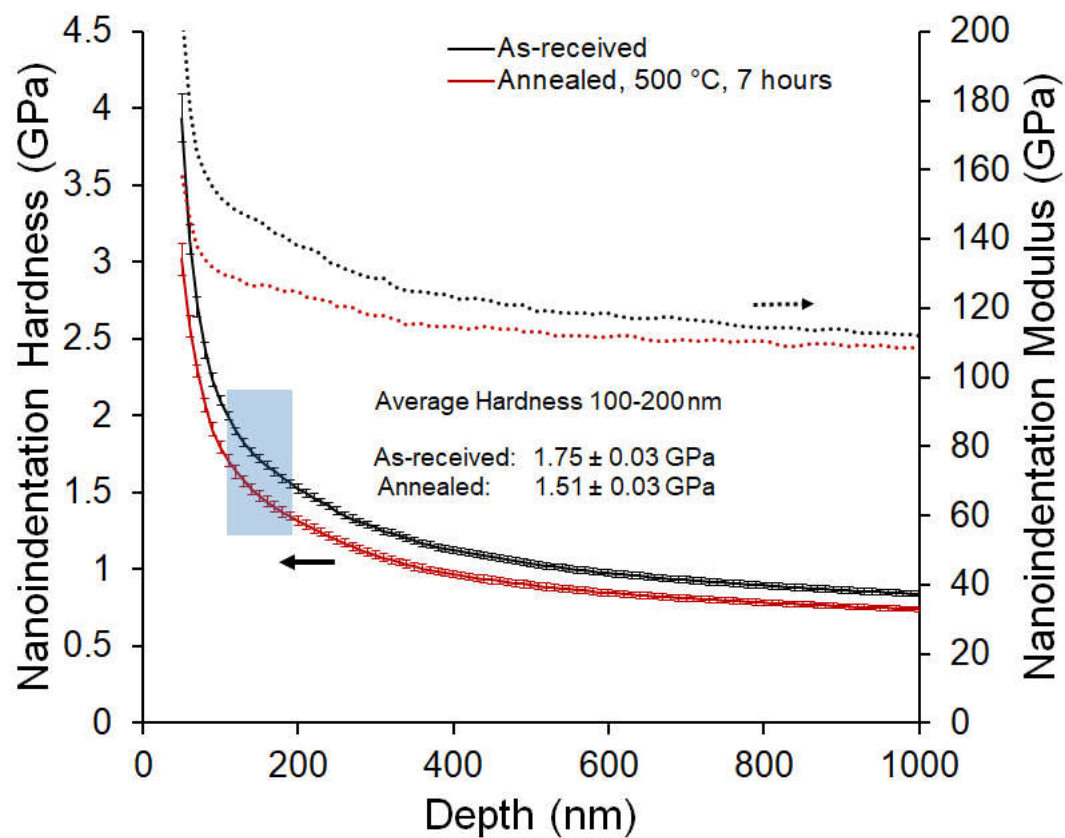 4.5
4
3.5
3
2.5
2
1.5
1
0.5
0
Nanoindentation Hardness (GPa)
As-received
Annealed, 500 °C, 7 hours
Average Hardness 100-200 nm
As-received: 1.75 ± 0.03 GPa
Annealed: 1.51 ± 0.03 GPa
200
180
160
140
120
100
80
60
40
20
0
Nanoindentation Modulus (GPa)
0 200 400 600 800 1000
Depth (nm)